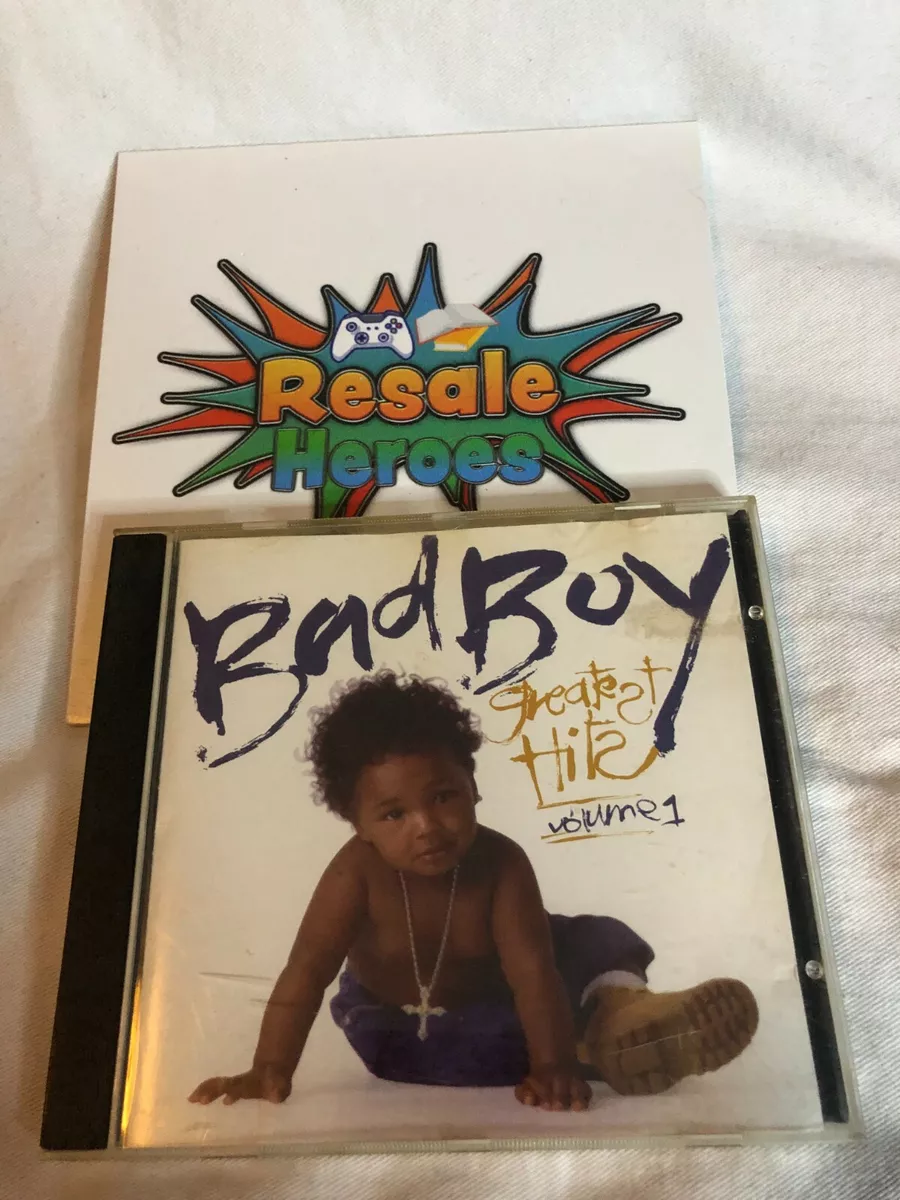 Resale
Heroes
Bad Boy
greatest
Hits
volume 1